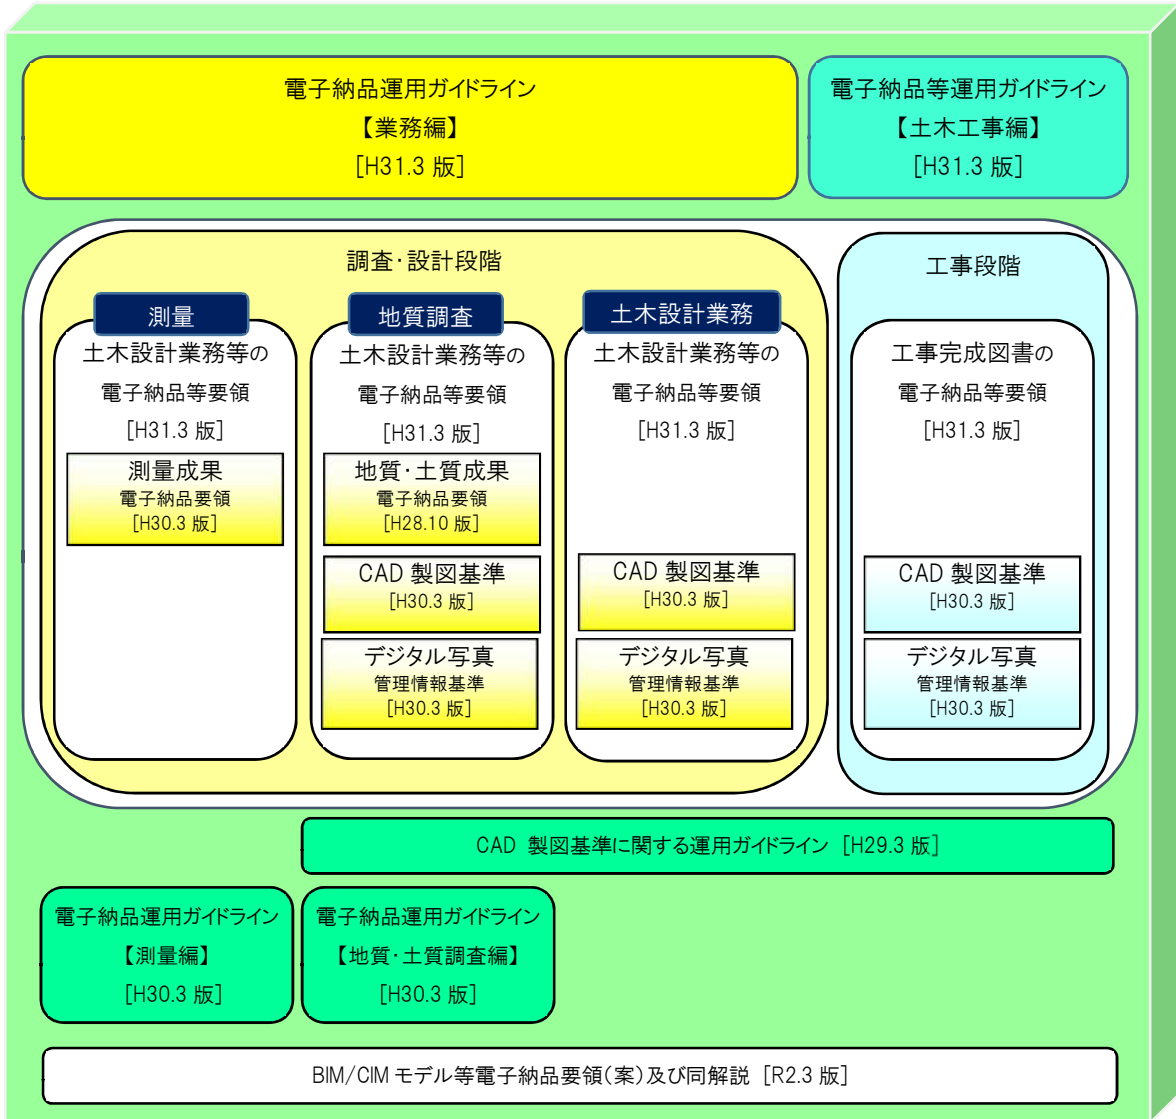 電子納品運用ガイドライン
【業務編】
[H31.3 版]
電子納品等運用ガイドライン
【土木工事編】
[H31.3 版]
調査・設計段階
測量
土木設計業務等の
電子納品等要領
[H31.3 版]
測量成果
電子納品要領
[H30.3 版]
地質調査
土木設計業務等の
電子納品等要領
[H31.3 版]
地質・土質成果
電子納品要領
[H28.10 版]
CAD 製図基準
[H30.3 版]
デジタル写真
管理情報基準
[H30.3 版]
土木設計業務
土木設計業務等の
電子納品等要領
[H31.3 版]
CAD 製図基準
[H30.3 版]
デジタル写真
管理情報基準
[H30.3 版]
工事段階
工事完成図書の
電子納品等要領
[H31.3 版]
CAD 製図基準
[H30.3 版]
デジタル写真
管理情報基準
[H30.3 版]
CAD 製図基準に関する運用ガイドライン [H29.3 版]
電子納品運用ガイドライン
【測量編】
[H30.3 版]
電子納品運用ガイドライン
【地質・土質調査編】
[H30.3 版]
BIM/CIM モデル等電子納品要領(案)及び同解説 [R2.3 版]